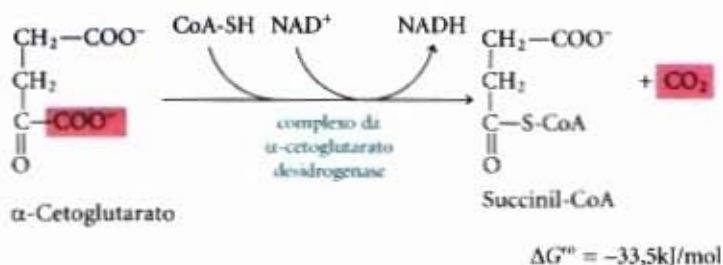 CH₂—COO⁻
CH₂
C—COO⁻
O
α-Cetoglutarato
CoA-SH NAD⁺ NADH
complexo da
α-cetoglutarato
desidrogenase
CH₂—COO⁻
CH₂
C—S-CoA
O
Succinil-CoA
+ CO₂
ΔG'° = –33,5kJ/mol